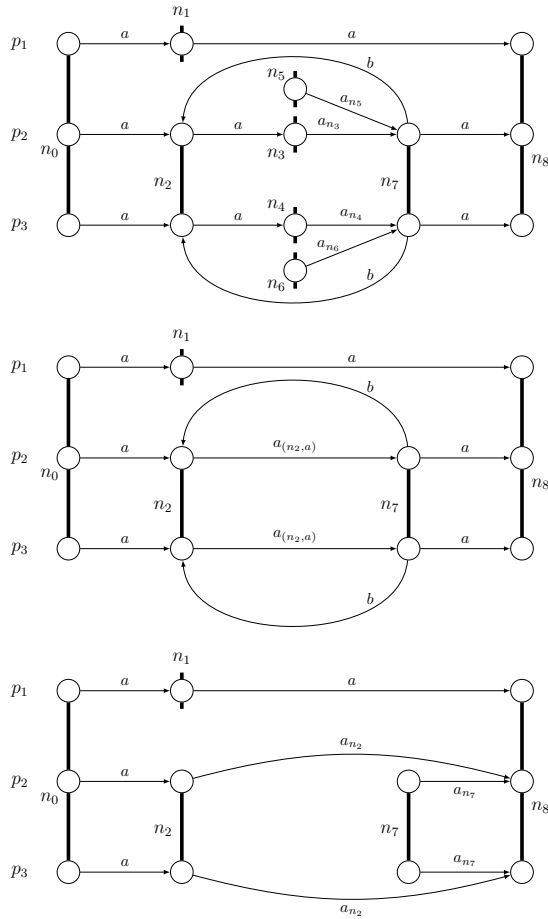 n₁
p₁ a a
b
n₅
a_{n₅}
p₂ a a a_{n₃} a
n₀ n₃ n₈
n₂ n₇
n₄
p₃ a a a_{n₄} a
a_{n₆}
n₆ b
n₁
p₁ a a
b
p₂ a a_{(n₂,a)} a
n₀ n₈
n₂ n₇
p₃ a a_{(n₂,a)} a
b
n₁
p₁ a a
a_{n₂}
p₂ a
n₀ a_{n₇} n₈
n₂ n₇
p₃ a a_{n₇}
a_{n₂}